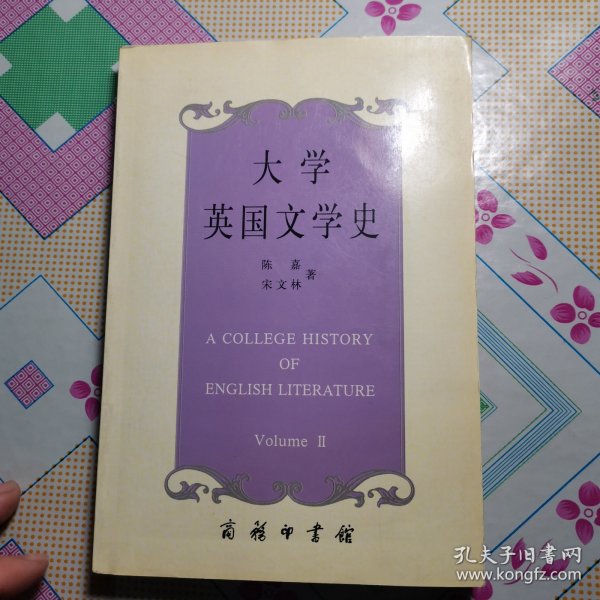 大学
英国文学史
陈嘉
宋文林
著
A COLLEGE HISTORY
OF
ENGLISH LITERATURE
Volume Ⅱ
商務印書館
孔夫子旧书网
www.kongfz.com